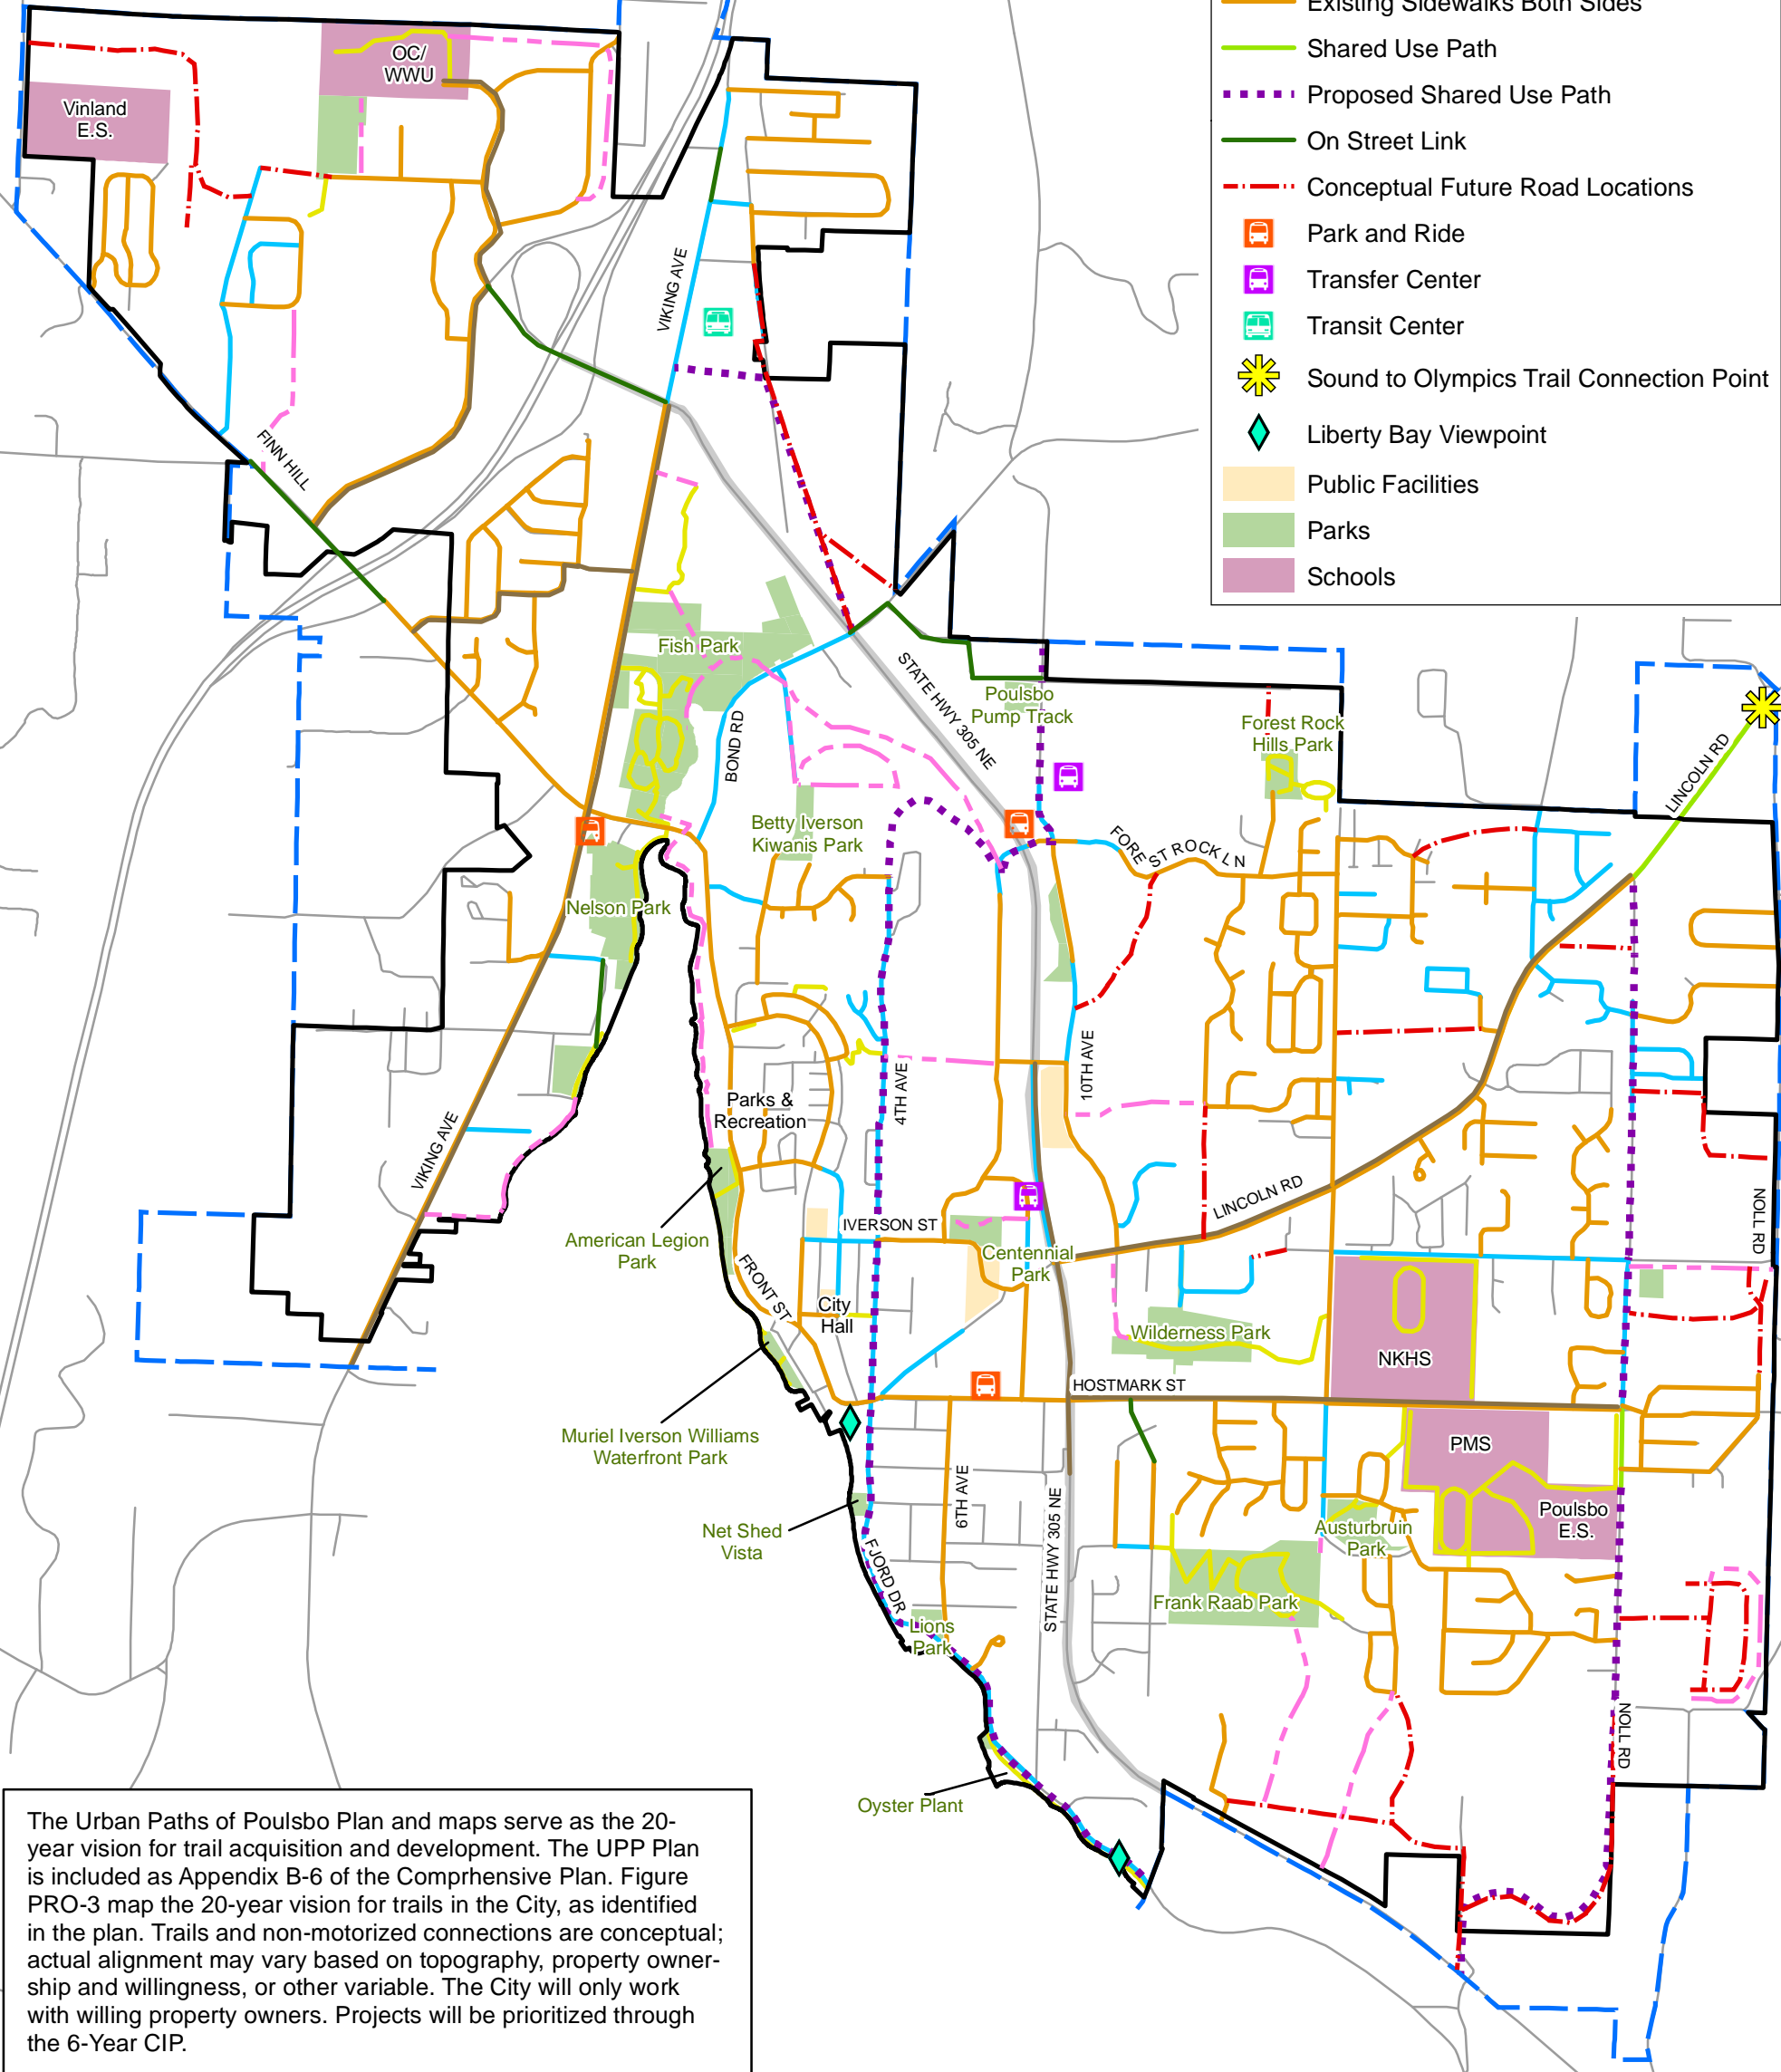 Existing Sidewalks Both Sides
Shared Use Path
Proposed Shared Use Path
On Street Link
Conceptual Future Road Locations
Park and Ride
Transfer Center
Transit Center
Sound to Olympics Trail Connection Point
Liberty Bay Viewpoint
Public Facilities
Parks
Schools
OC/
WWU
Vinland
E.S.
VIKING AVE
FINN HILL
Fish Park
STATE HWY 305 NE
Poulsbo
Pump Track
Forest Rock
Hills Park
BOND RD
LINCOLN RD
Betty Iverson
Kiwanis Park
FOREST ROCK LN
Nelson Park
10TH AVE
4TH AVE
Parks &
Recreation
VIKING AVE
LINCOLN RD
NOLL RD
IVERSON ST
American Legion
Park
Centennial
Park
FRONT ST
City
Hall
Wilderness Park
NKHS
HOSTMARK ST
Muriel Iverson Williams
Waterfront Park
PMS
6TH AVE
STATE HWY 305 NE
Net Shed
Vista
Austurbruin
Park
Poulsbo
E.S.
FJORD DR
Frank Raab Park
Lions
Park
NOLL RD
Oyster Plant
The Urban Paths of Poulsbo Plan and maps serve as the 20-
year vision for trail acquisition and development. The UPP Plan
is included as Appendix B-6 of the Comprhensive Plan. Figure
PRO-3 map the 20-year vision for trails in the City, as identified
in the plan. Trails and non-motorized connections are conceptual;
actual alignment may vary based on topography, property owner-
ship and willingness, or other variable. The City will only work
with willing property owners. Projects will be prioritized through
the 6-Year CIP.